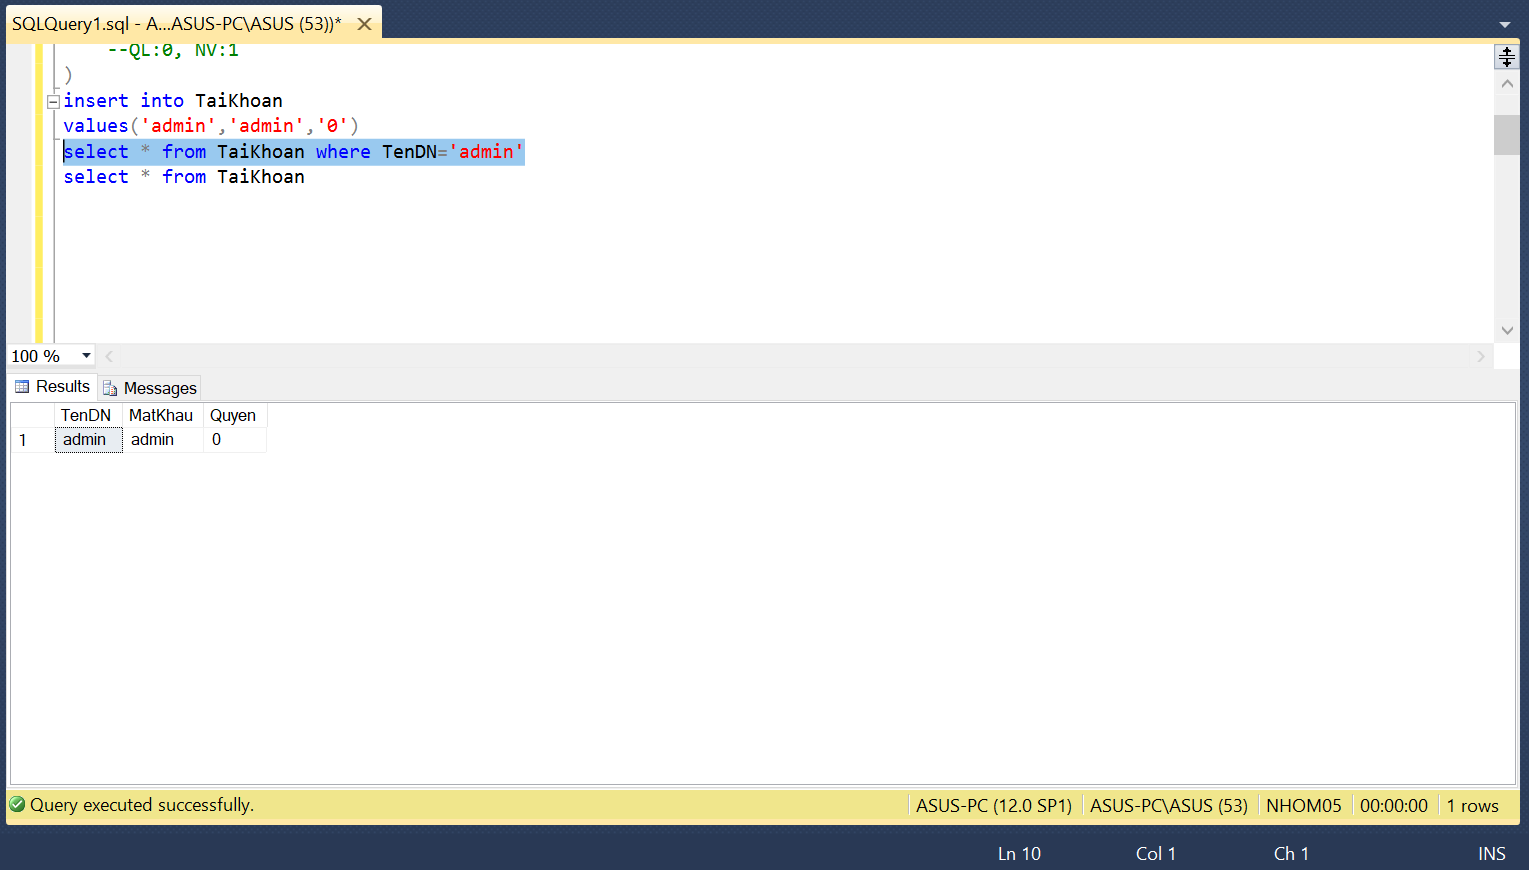 SQLQuery1.sql - A...ASUS-PC\ASUS (53))*
--QL:0, NV:1
)
insert into TaiKhoan
values('admin','admin','0')
select * from TaiKhoan where TenDN='admin'
select * from TaiKhoan
100 %
Results Messages
TenDN MatKhau Quyen
1 admin admin 0
Query executed successfully. ASUS-PC (12.0 SP1) ASUS-PC\ASUS (53) NHOM05 00:00:00 1 rows
Ln 10 Col 1 Ch 1 INS